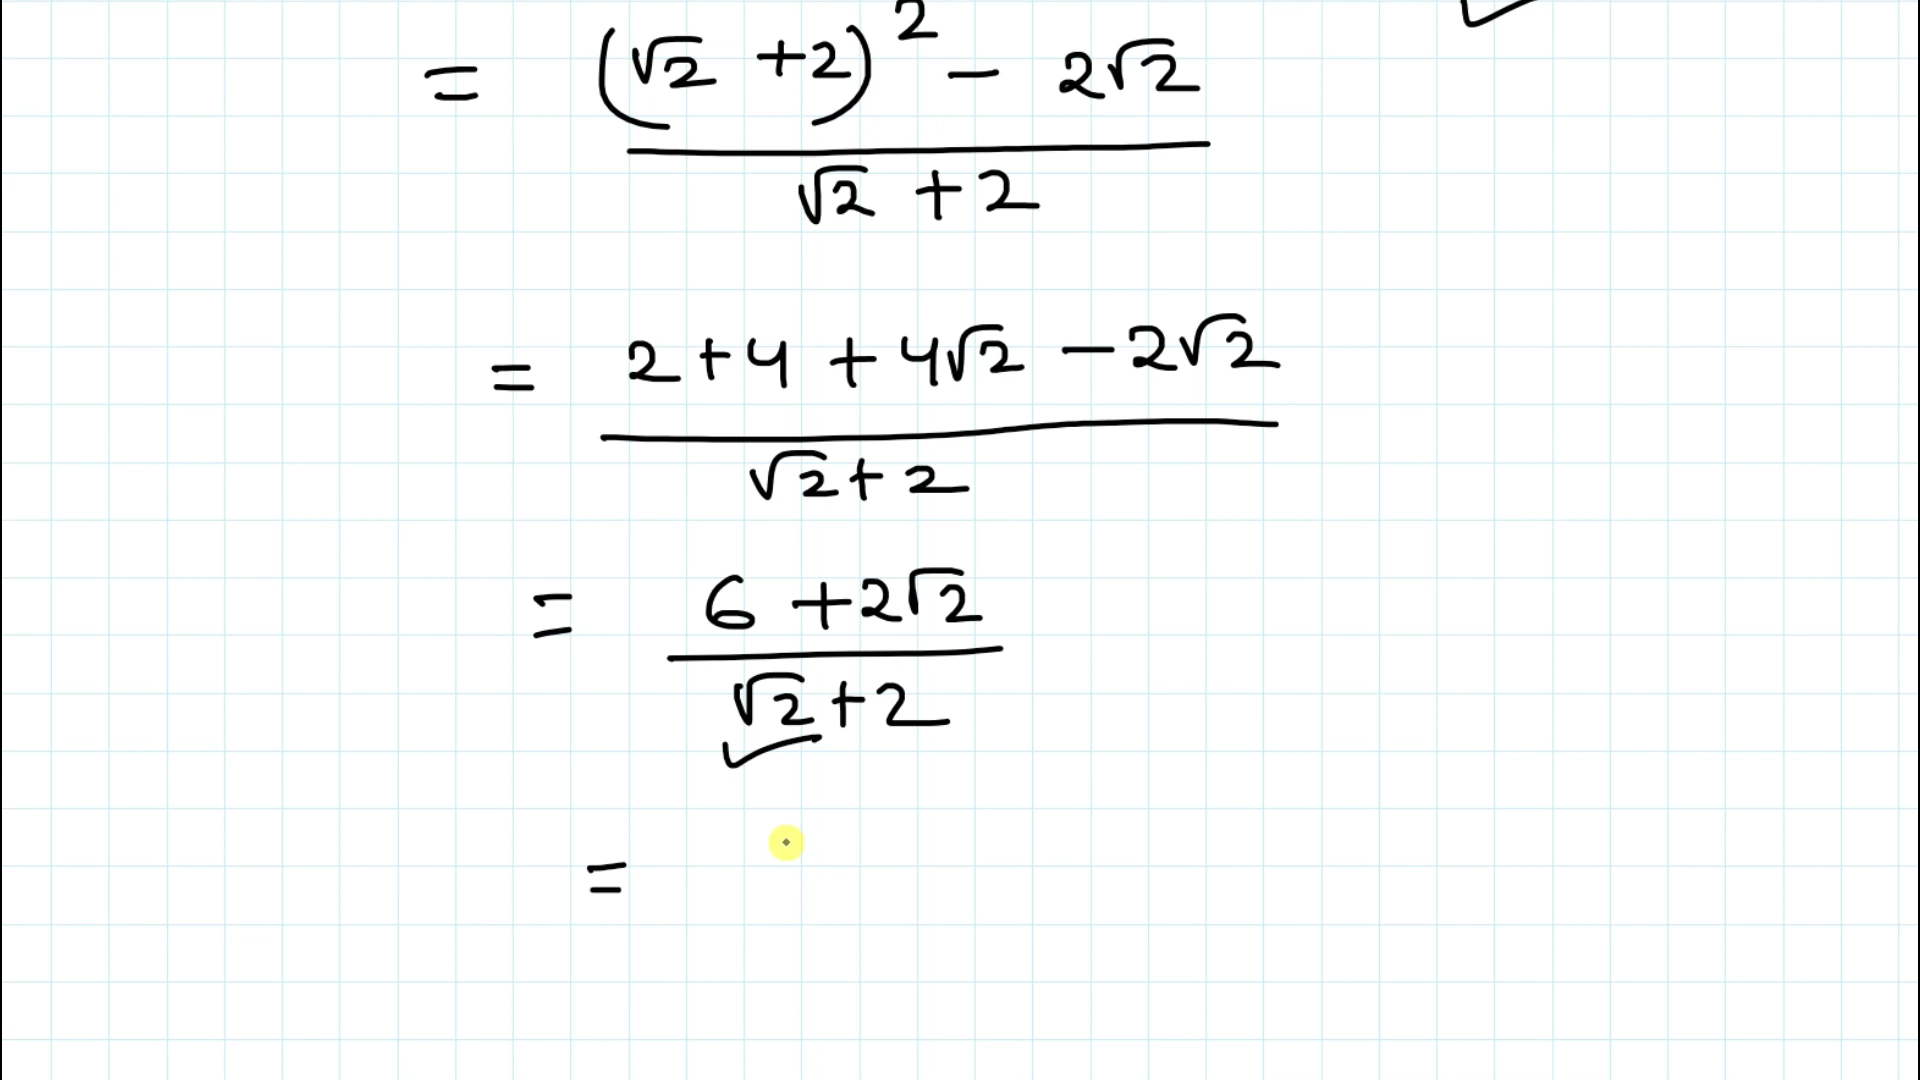 = (√2 + 2)² − 2√2
√2 + 2
= 2 + 4 + 4√2 − 2√2
√2 + 2
= 6 + 2√2
√2 + 2
=